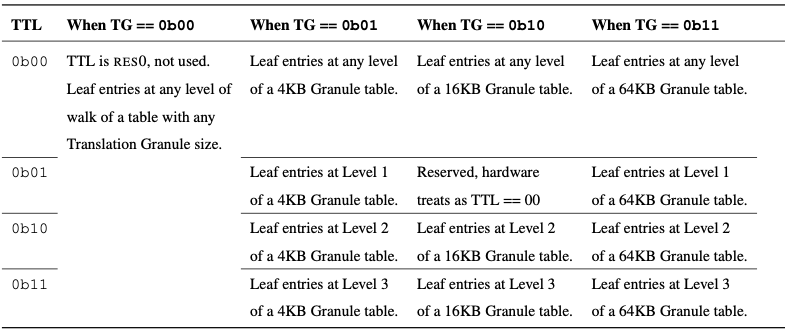 TTL When TG == 0b00 When TG == 0b01 When TG == 0b10 When TG == 0b11
0b00 TTL is RES0, not used. Leaf entries at any level Leaf entries at any level Leaf entries at any level
Leaf entries at any level of of a 4KB Granule table. of a 16KB Granule table. of a 64KB Granule table.
walk of a table with any
Translation Granule size.
0b01 Leaf entries at Level 1 Reserved, hardware Leaf entries at Level 1
of a 4KB Granule table. treats as TTL == 00 of a 64KB Granule table.
0b10 Leaf entries at Level 2 Leaf entries at Level 2 Leaf entries at Level 2
of a 4KB Granule table. of a 16KB Granule table. of a 64KB Granule table.
0b11 Leaf entries at Level 3 Leaf entries at Level 3 Leaf entries at Level 3
of a 4KB Granule table. of a 16KB Granule table. of a 64KB Granule table.